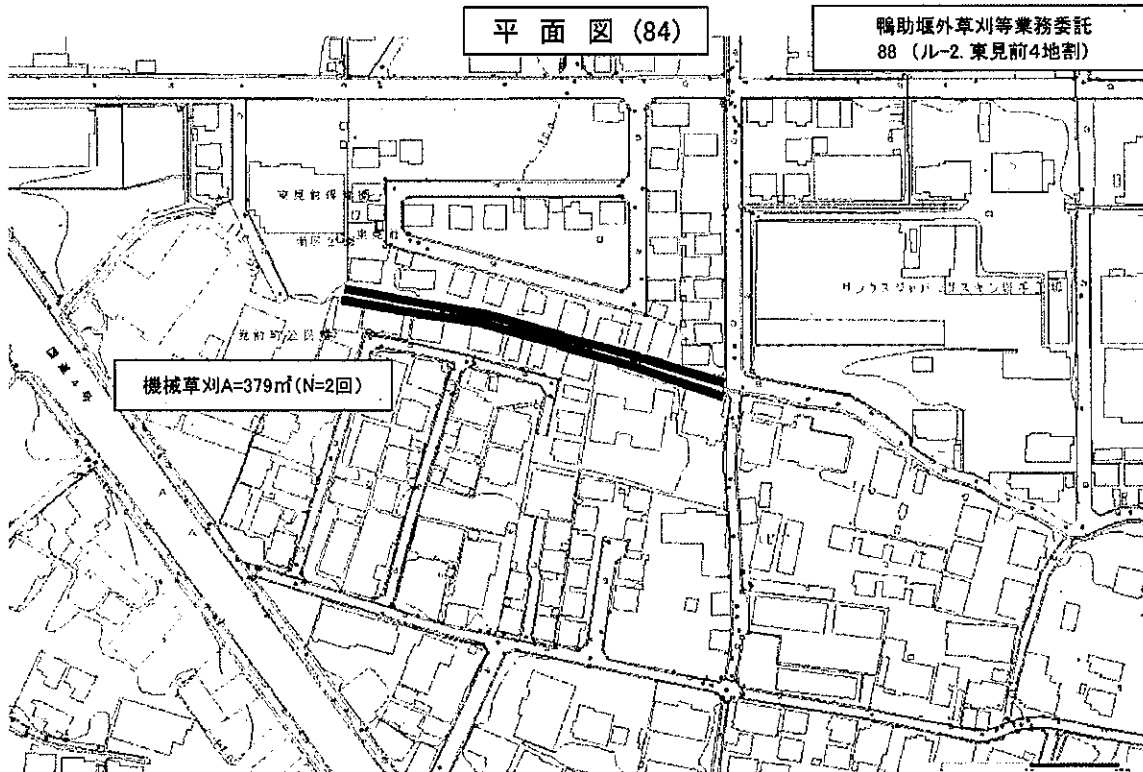 平面図 (84)
鴨助堰外草刈等業務委託
88 (ル-2. 東見前4地割)
機械草刈A=379㎡(N=2回)